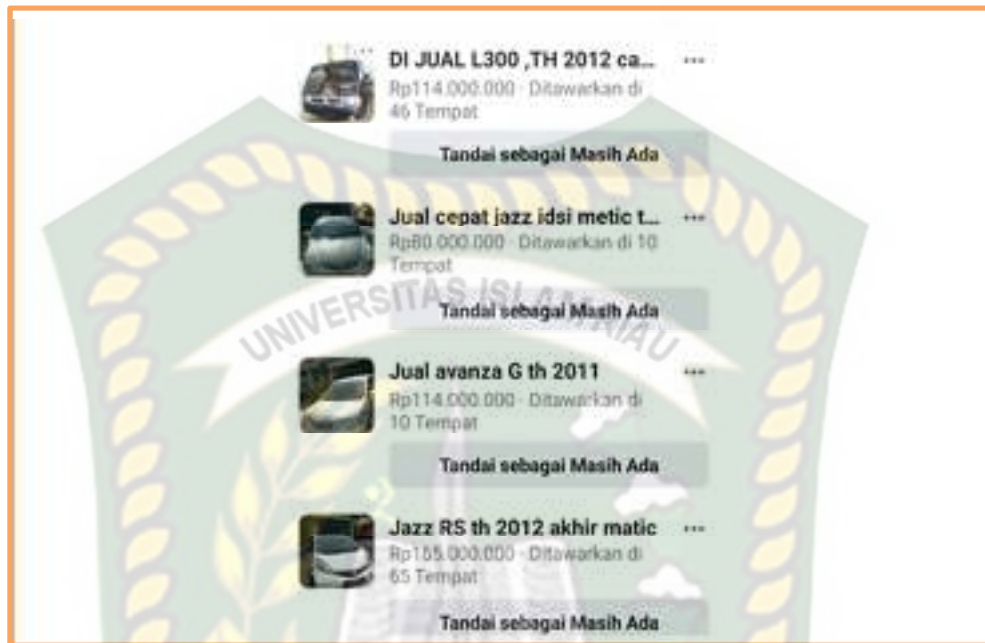 DI JUAL L300 ,TH 2012 ca...
Rp114.000.000 · Ditawarkan di
46 Tempat
Tandai sebagai Masih Ada
Jual cepat jazz idsi metic t...
Rp80.000.000 · Ditawarkan di 10
Tempat
Tandai sebagai Masih Ada
UNIVERSITAS ISLAM RIAU
Jual avanza G th 2011
Rp114.000.000 · Ditawarkan di
10 Tempat
Tandai sebagai Masih Ada
Jazz RS th 2012 akhir matic
Rp155.000.000 · Ditawarkan di
65 Tempat
Tandai sebagai Masih Ada